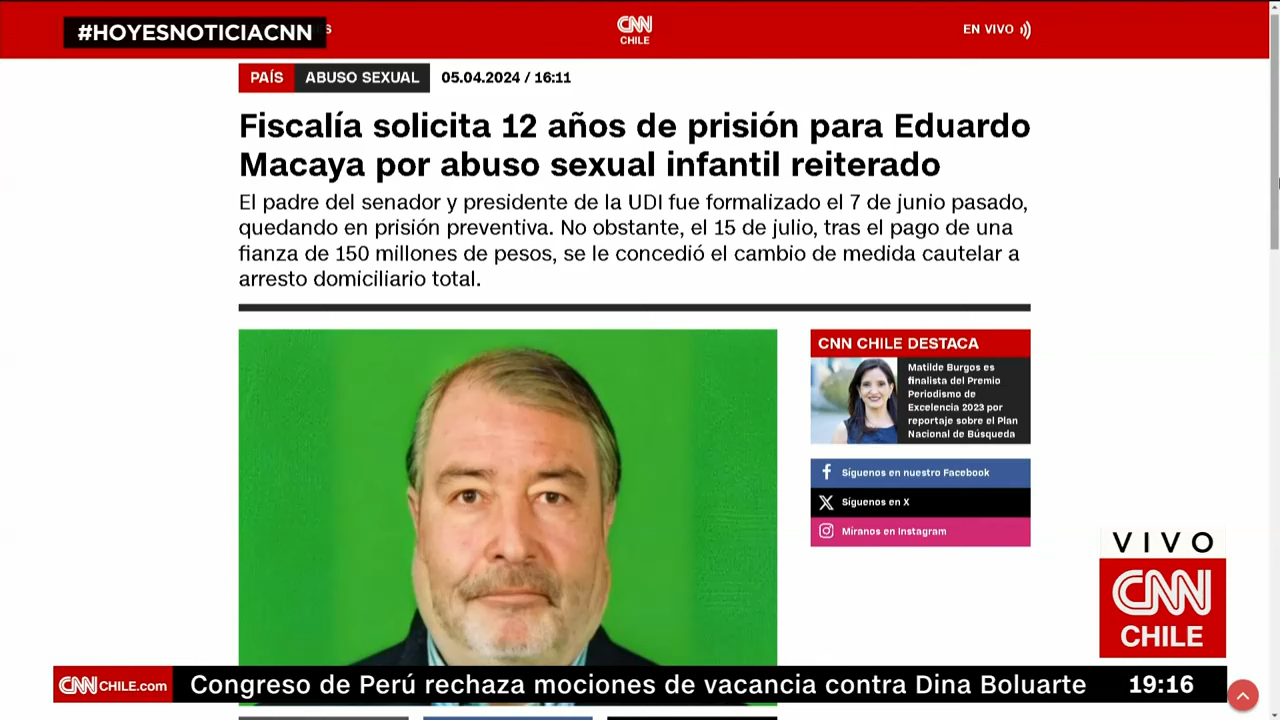 #HOYESNOTICIACNN
S
CNN
CHILE
EN VIVO
PAÍS ABUSO SEXUAL 05.04.2024 / 16:11
Fiscalía solicita 12 años de prisión para Eduardo
Macaya por abuso sexual infantil reiterado
El padre del senador y presidente de la UDI fue formalizado el 7 de junio pasado,
quedando en prisión preventiva. No obstante, el 15 de julio, tras el pago de una
fianza de 150 millones de pesos, se le concedió el cambio de medida cautelar a
arresto domiciliario total.
CNN CHILE DESTACA
Matilde Burgos es
finalista del Premio
Periodismo de
Excelencia 2023 por
reportaje sobre el Plan
Nacional de Búsqueda
Síguenos en nuestro Facebook
Síguenos en X
Míranos en Instagram
VIVO
CNN
CHILE
CNNCHILE.com Congreso de Perú rechaza mociones de vacancia contra Dina Boluarte 19:16